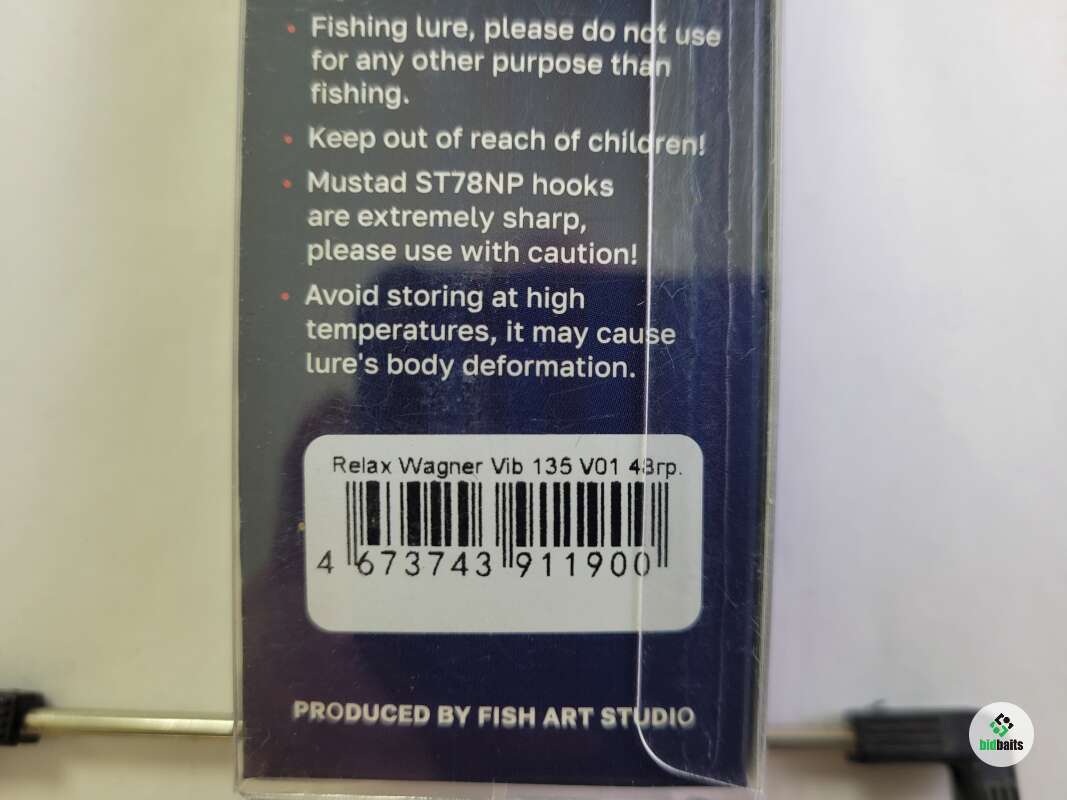 • Fishing lure, please do not use
for any other purpose than
fishing.
• Keep out of reach of children!
• Mustad ST78NP hooks
are extremely sharp,
please use with caution!
• Avoid storing at high
temperatures, it may cause
lure's body deformation.
Relax Wagner Vib 135 V01 48гр.
4 673743 911900
PRODUCED BY FISH ART STUDIO
bidbaits